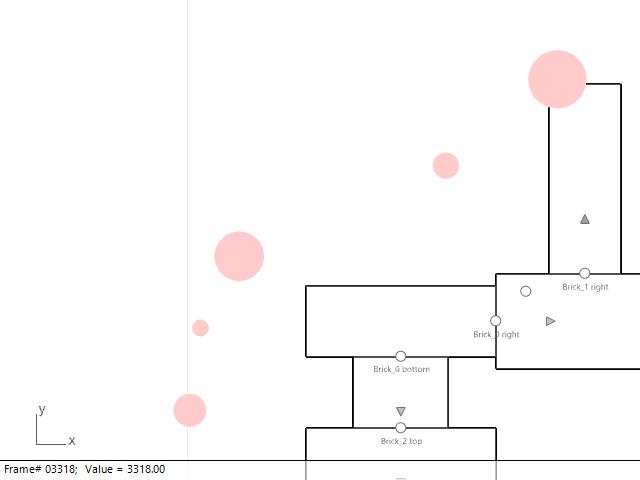 Brick_1 right
Brick_0 right
Brick_0 bottom
y
x
Brick_2 top
Frame# 03318;  Value = 3318.00